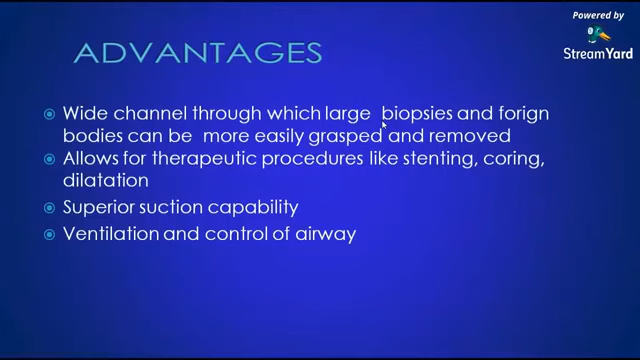 Powered by
StreamYard
ADVANTAGES
Wide channel through which large biopsies and forign
bodies can be more easily grasped and removed
Allows for therapeutic procedures like stenting, coring,
dilatation
Superior suction capability
Ventilation and control of airway